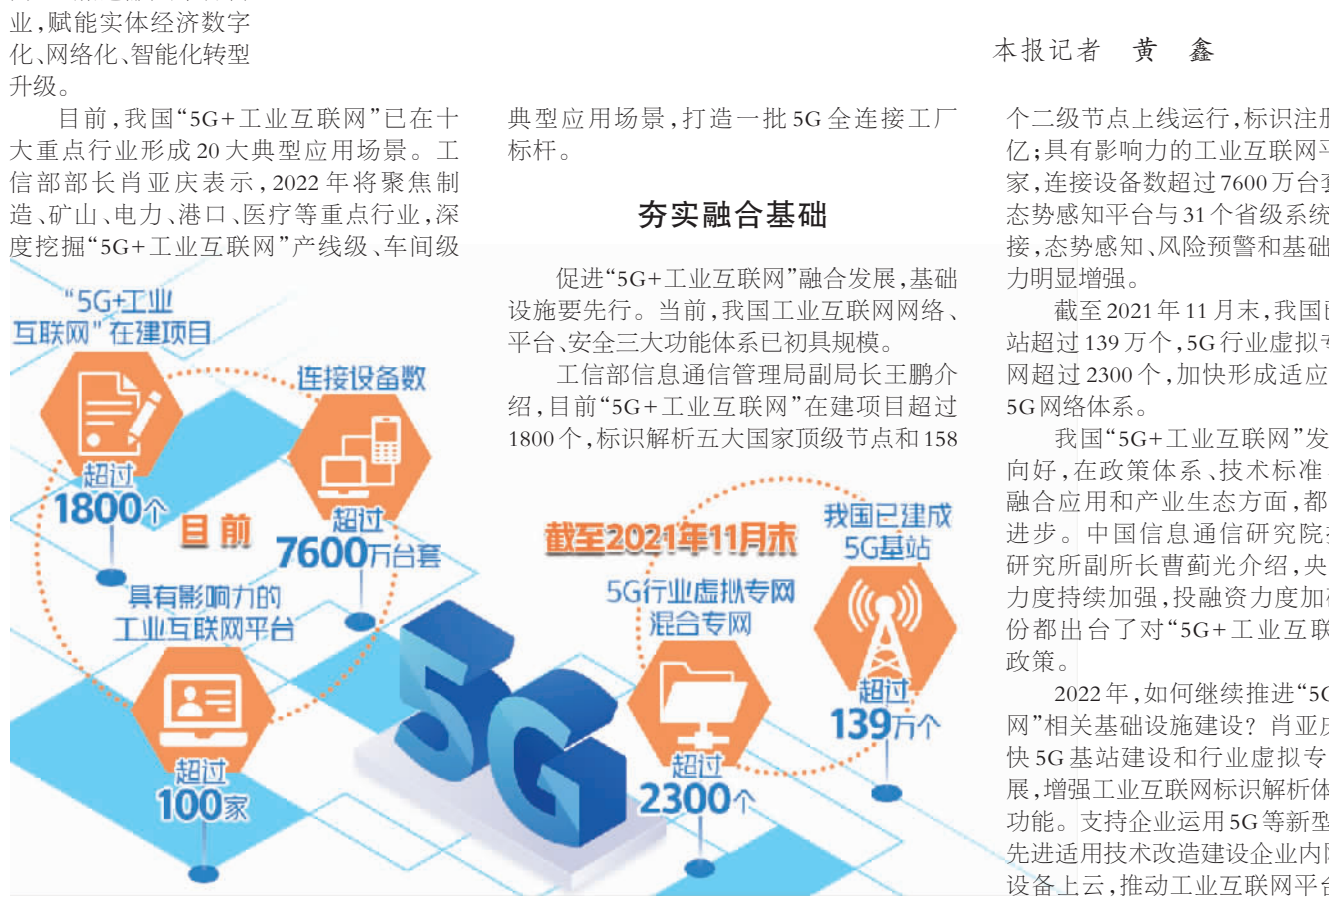 业,赋能实体经济数字
化、网络化、智能化转型
升级。
目前,我国“5G+工业互联网”已在十
大重点行业形成20大典型应用场景。工
信部部长肖亚庆表示,2022年将聚焦制
造、矿山、电力、港口、医疗等重点行业,深
度挖掘“5G+工业互联网”产线级、车间级
“5G+工业
互联网”在建项目
超过
1800个
连接设备数
超过
7600万台套
目前
具有影响力的
工业互联网平台
超过
100家
5G
截至2021年11月末
5G行业虚拟专网
混合专网
超过
2300个
我国已建成
5G基站
超过
139万个
典型应用场景,打造一批5G全连接工厂
标杆。
夯实融合基础
促进“5G+工业互联网”融合发展,基础
设施要先行。当前,我国工业互联网网络、
平台、安全三大功能体系已初具规模。
工信部信息通信管理局副局长王鹏介
绍,目前“5G+工业互联网”在建项目超过
1800个,标识解析五大国家顶级节点和158
本报记者 黄 鑫
个二级节点上线运行,标识注册
亿;具有影响力的工业互联网平
家,连接设备数超过7600万台套
态势感知平台与31个省级系统
接,态势感知、风险预警和基础
力明显增强。
截至2021年11月末,我国已
站超过139万个,5G行业虚拟专
网超过2300个,加快形成适应
5G网络体系。
我国“5G+工业互联网”发
向好,在政策体系、技术标准
融合应用和产业生态方面,都
进步。中国信息通信研究院
研究所副所长曹蓟光介绍,央
力度持续加强,投融资力度加
份都出台了对“5G+工业互联
政策。
2022年,如何继续推进“5G
网”相关基础设施建设？肖亚庆
快5G基站建设和行业虚拟专
展,增强工业互联网标识解析体
功能。支持企业运用5G等新型
先进适用技术改造建设企业内网
设备上云,推动工业互联网平台